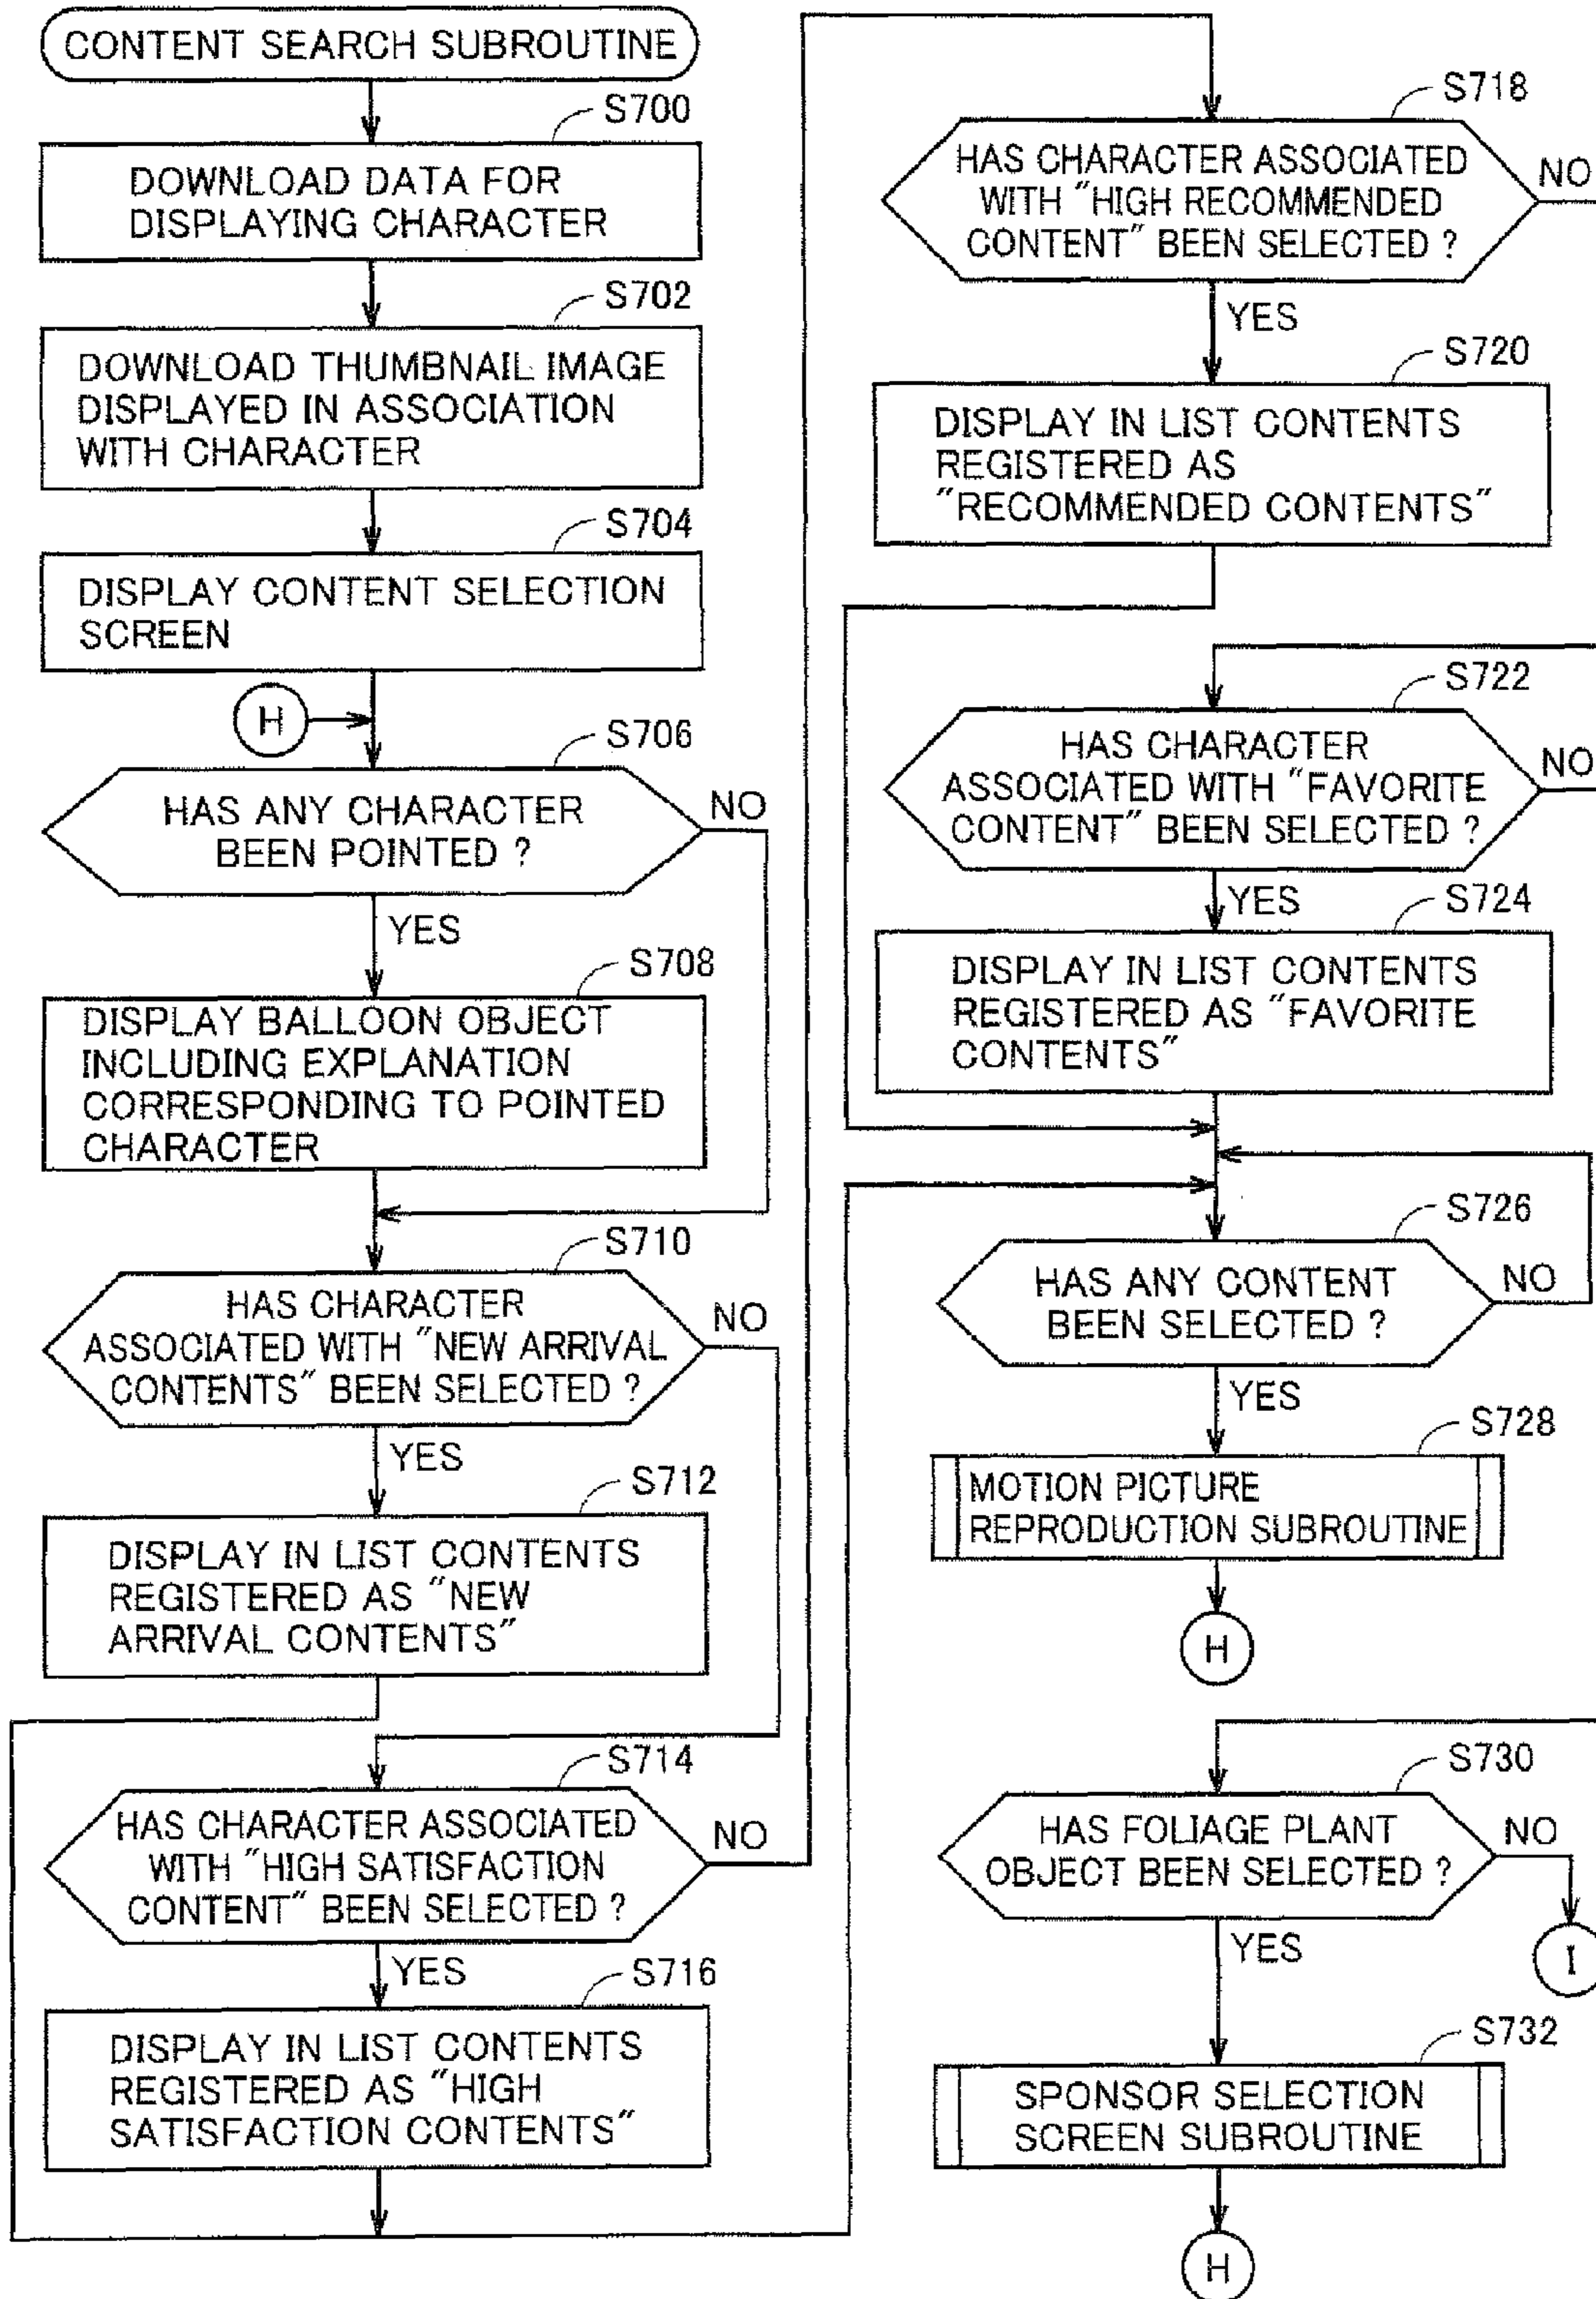 CONTENT SEARCH SUBROUTINE
S700
DOWNLOAD DATA FOR
DISPLAYING CHARACTER
S702
DOWNLOAD THUMBNAIL IMAGE
DISPLAYED IN ASSOCIATION
WITH CHARACTER
S704
DISPLAY CONTENT SELECTION
SCREEN
H
S706
HAS ANY CHARACTER
BEEN POINTED ?
NO
YES
S708
DISPLAY BALLOON OBJECT
INCLUDING EXPLANATION
CORRESPONDING TO POINTED
CHARACTER
S710
HAS CHARACTER
ASSOCIATED WITH "NEW ARRIVAL
CONTENTS" BEEN SELECTED ?
NO
YES
S712
DISPLAY IN LIST CONTENTS
REGISTERED AS "NEW
ARRIVAL CONTENTS"
S714
HAS CHARACTER ASSOCIATED
WITH "HIGH SATISFACTION
CONTENT" BEEN SELECTED ?
NO
YES
S716
DISPLAY IN LIST CONTENTS
REGISTERED AS "HIGH
SATISFACTION CONTENTS"
S718
HAS CHARACTER ASSOCIATED
WITH "HIGH RECOMMENDED
CONTENT" BEEN SELECTED ?
NO
YES
S720
DISPLAY IN LIST CONTENTS
REGISTERED AS
"RECOMMENDED CONTENTS"
S722
HAS CHARACTER
ASSOCIATED WITH "FAVORITE
CONTENT" BEEN SELECTED ?
NO
YES
S724
DISPLAY IN LIST CONTENTS
REGISTERED AS "FAVORITE
CONTENTS"
S726
HAS ANY CONTENT
BEEN SELECTED ?
NO
YES
S728
MOTION PICTURE
REPRODUCTION SUBROUTINE
H
S730
HAS FOLIAGE PLANT
OBJECT BEEN SELECTED ?
NO
YES
I
S732
SPONSOR SELECTION
SCREEN SUBROUTINE
H